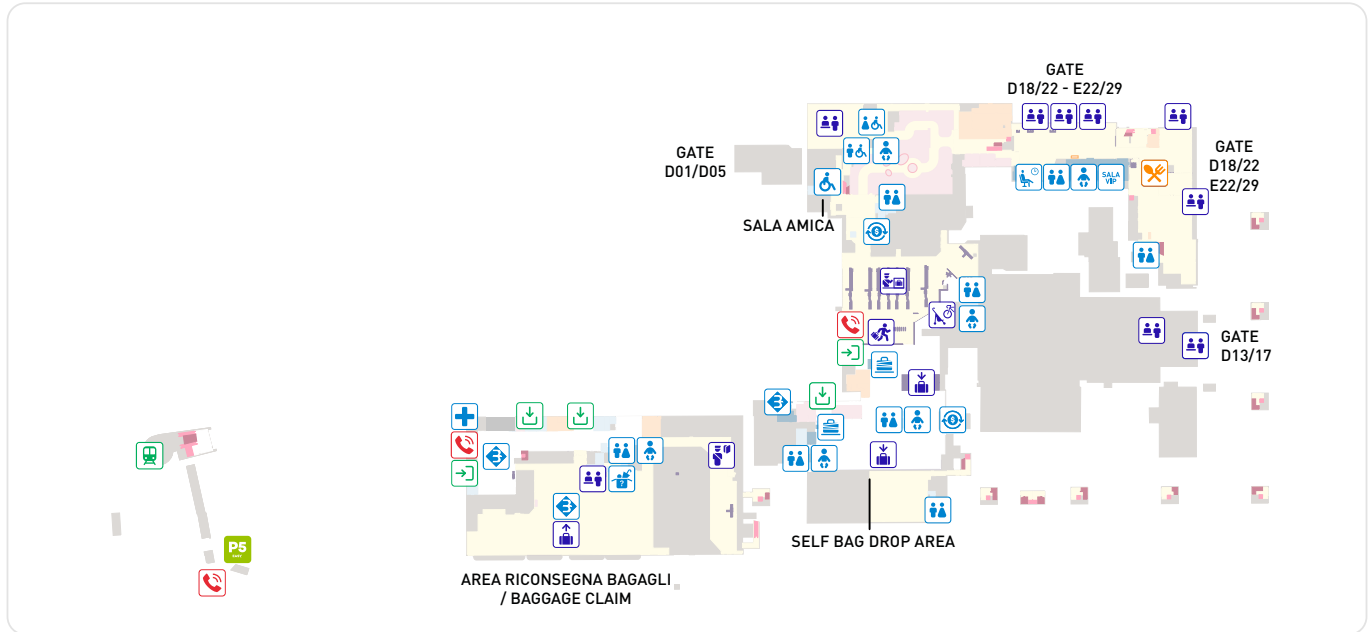 GATE
D18/22 - E22/29
GATE
D01/D05
GATE
D18/22
E22/29
SALA
VIP
SALA AMICA
GATE
D13/17
SELF BAG DROP AREA
P5
AREA RICONSEGNA BAGAGLI
/ BAGGAGE CLAIM